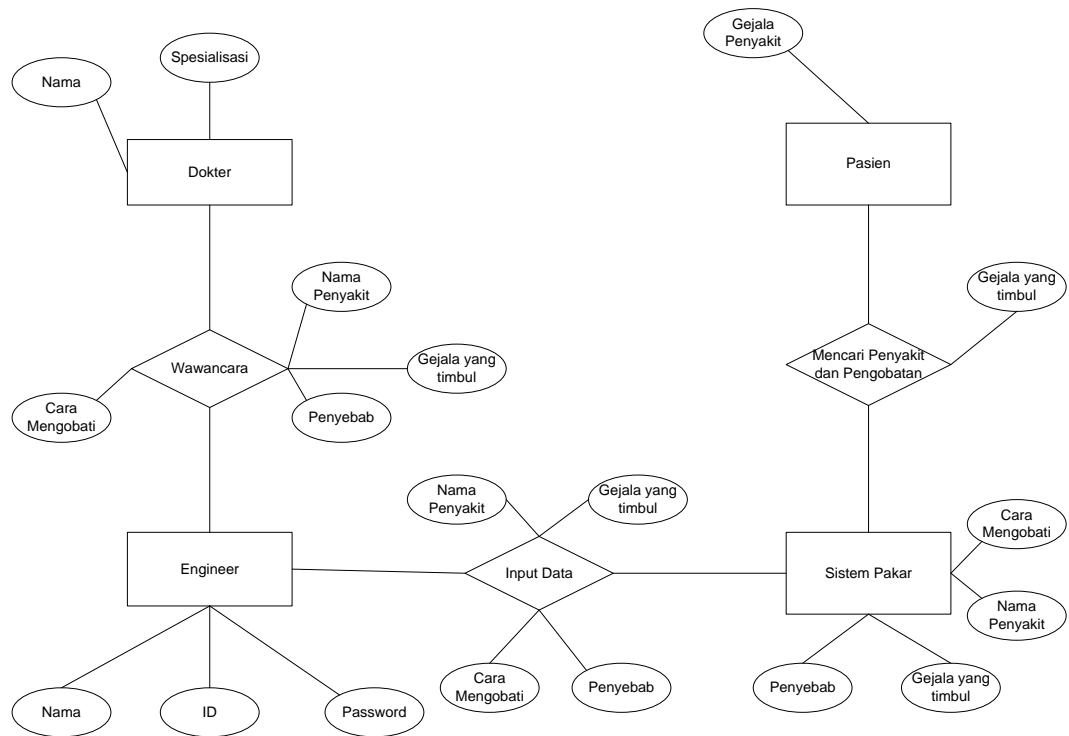 Gejala
Penyakit
Spesialisasi
Nama
Dokter
Pasien
Nama
Penyakit
Gejala yang
timbul
Wawancara
Gejala yang
timbul
Mencari Penyakit
dan Pengobatan
Cara
Mengobati
Penyebab
Nama
Penyakit
Gejala yang
timbul
Cara
Mengobati
Engineer
Input Data
Sistem Pakar
Nama
Penyakit
Cara
Mengobati
Penyebab
Penyebab
Gejala yang
timbul
Nama
ID
Password